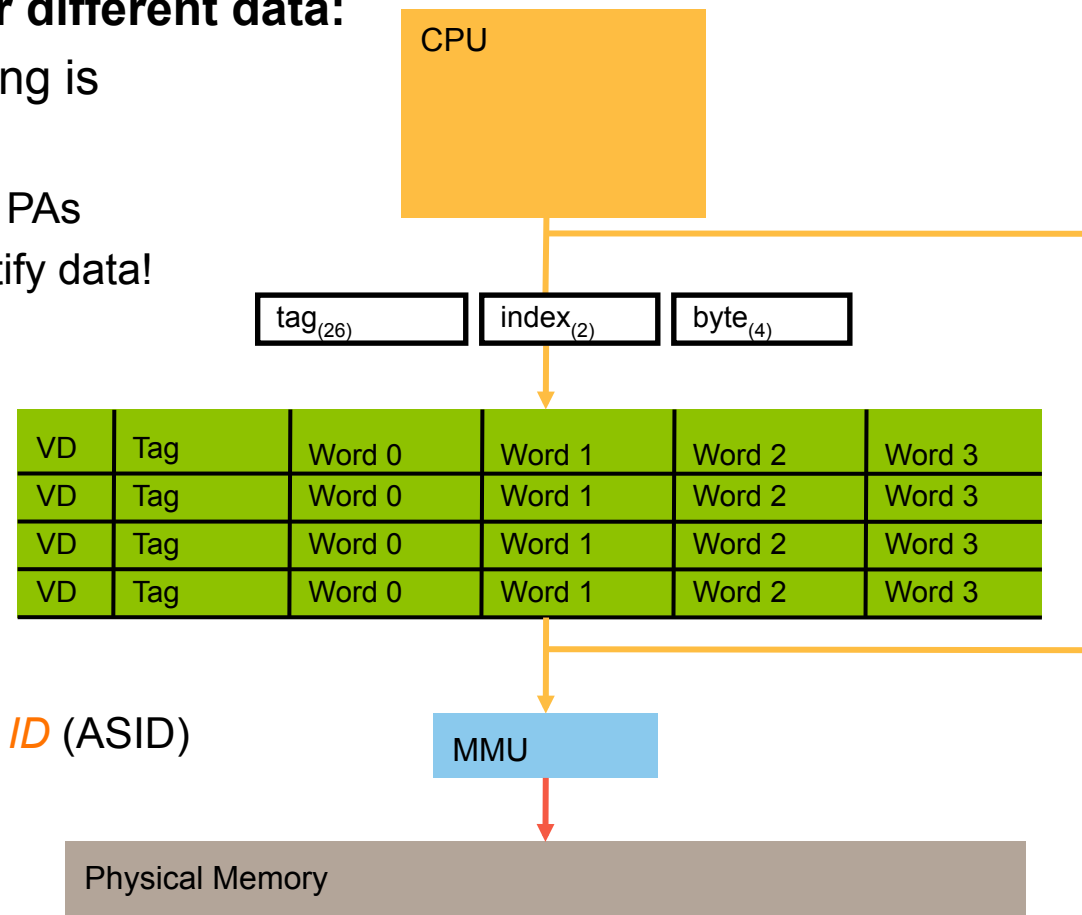 r different data:
ng is
PAs
tify data!
CPU
tag(26) index(2) byte(4)
VD Tag Word 0 Word 1 Word 2 Word 3
VD Tag Word 0 Word 1 Word 2 Word 3
VD Tag Word 0 Word 1 Word 2 Word 3
VD Tag Word 0 Word 1 Word 2 Word 3
ID (ASID)
MMU
Physical Memory